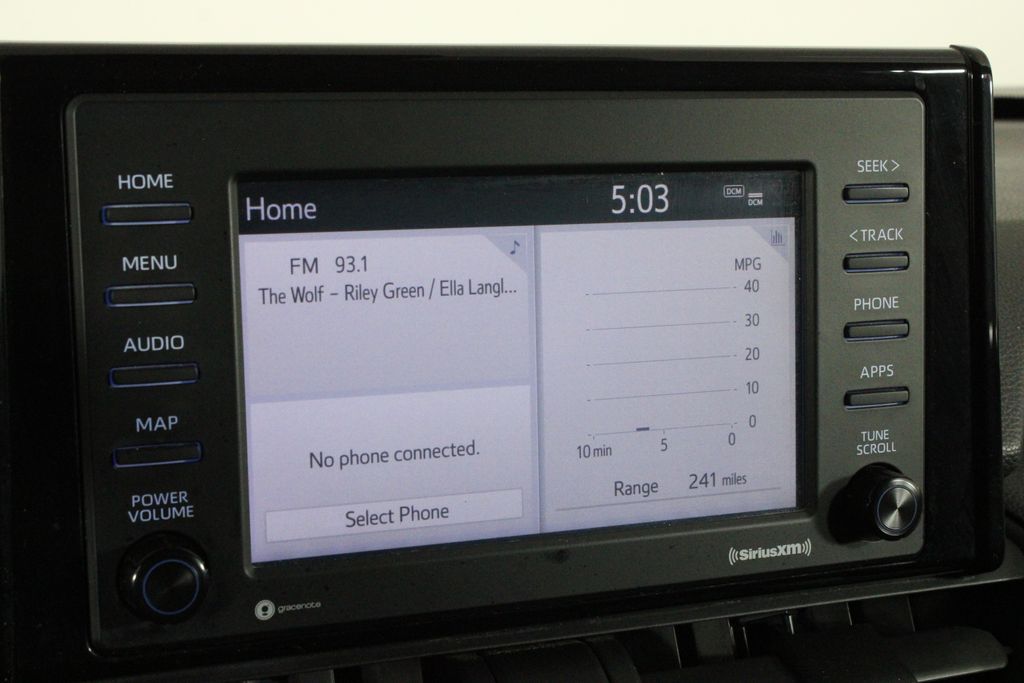 HOME
MENU
AUDIO
MAP
POWER
VOLUME
Home
5:03
DCM
DCM
FM 93.1
The Wolf - Riley Green / Ella Langl...
No phone connected.
Select Phone
MPG
40
30
20
10
0
10 min 5 0
Range 241 miles
SEEK >
< TRACK
PHONE
APPS
TUNE
SCROLL
gracenote
((SiriusXM))